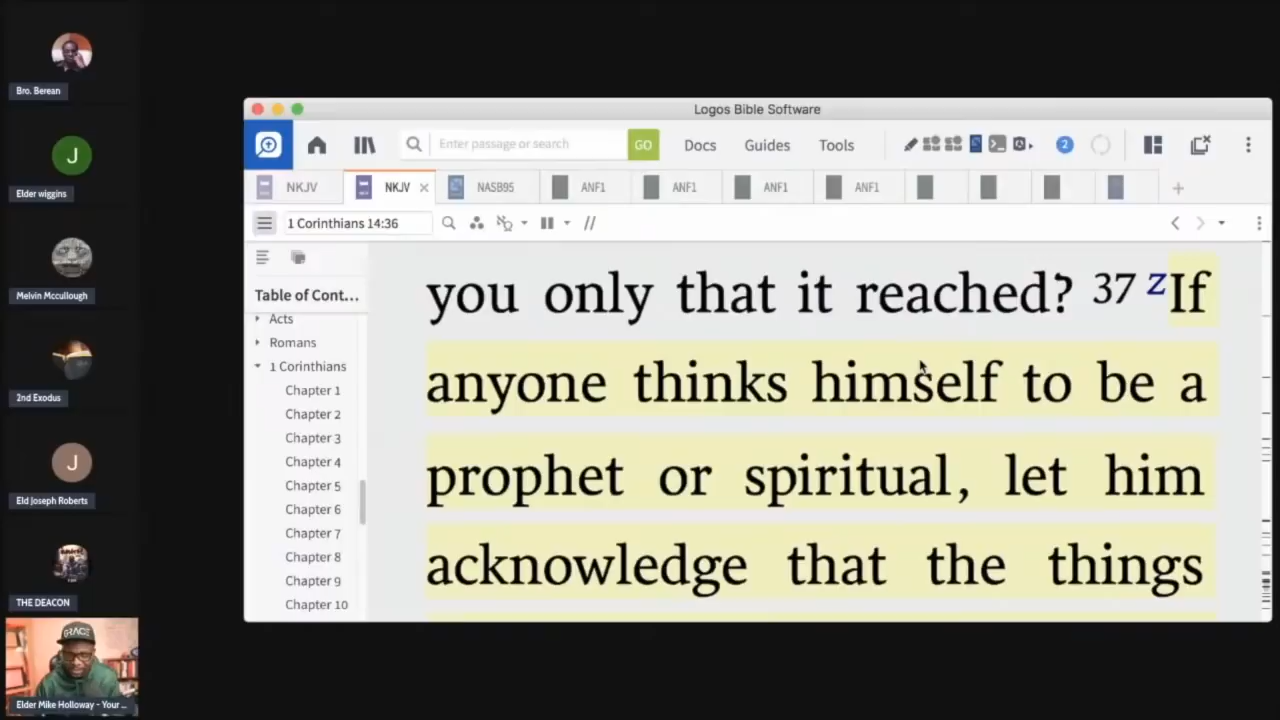 Bro. Berean
J
Elder wiggins
Melvin Mccullough
2nd Exodus
J
Eld Joseph Roberts
THE DEACON
GRACE
Elder Mike Holloway - Your ...
Logos Bible Software
Enter passage or search
GO
Docs
Guides
Tools
2
NKJV
NKJV
NASB95
ANF1
ANF1
ANF1
ANF1
1 Corinthians 14:36
Table of Cont...
Acts
Romans
1 Corinthians
Chapter 1
Chapter 2
Chapter 3
Chapter 4
Chapter 5
Chapter 6
Chapter 7
Chapter 8
Chapter 9
Chapter 10
you only that it reached? 37 z If
anyone thinks himself to be a
prophet or spiritual, let him
acknowledge that the things